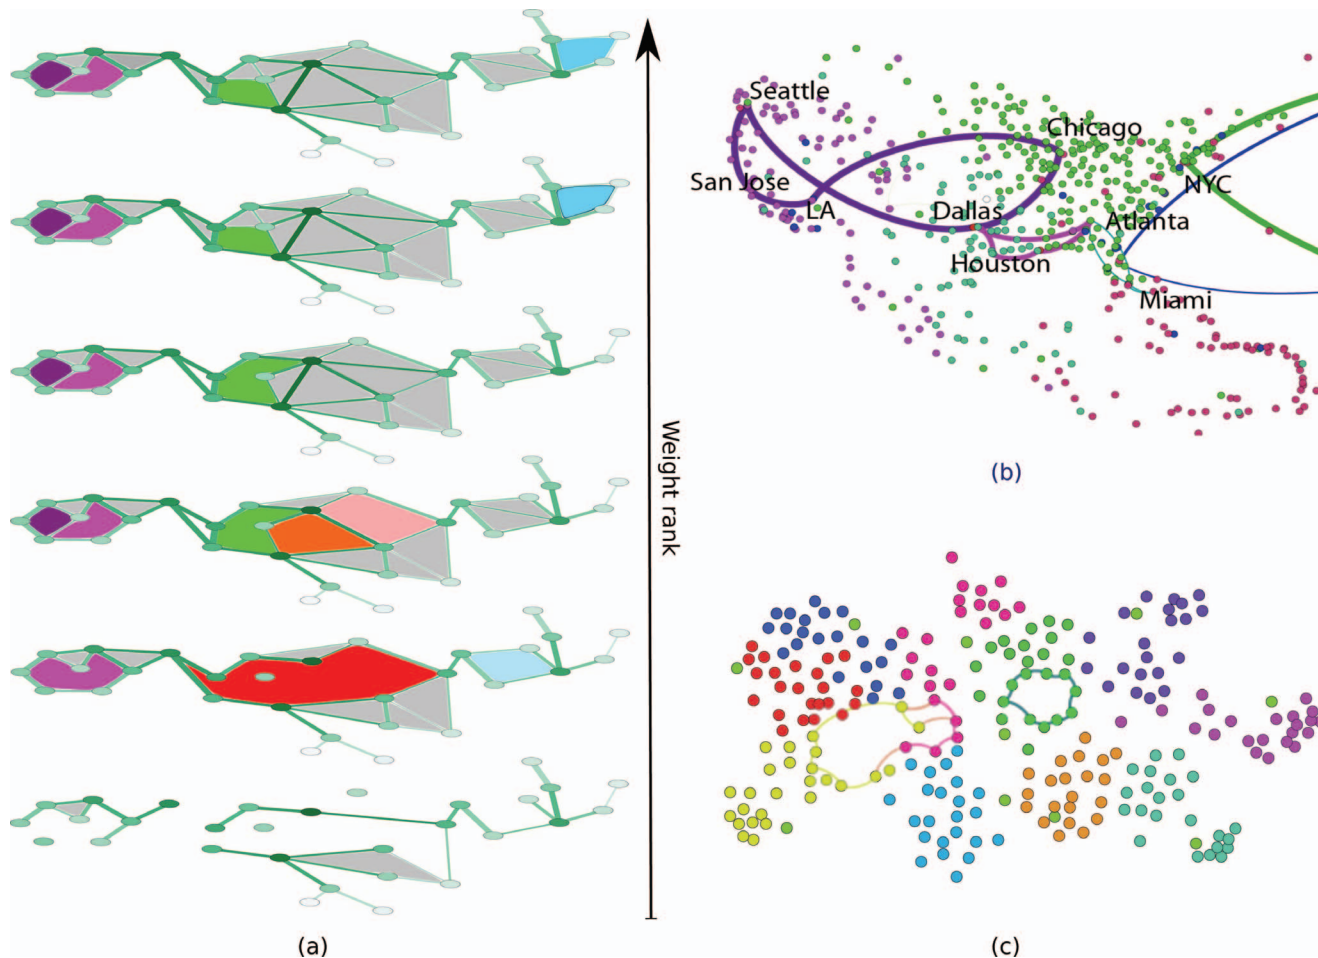 Weight rank
(a)
Seattle
Chicago
San Jose
LA
NYC
Dallas
Atlanta
Houston
Miami
(b)
(c)